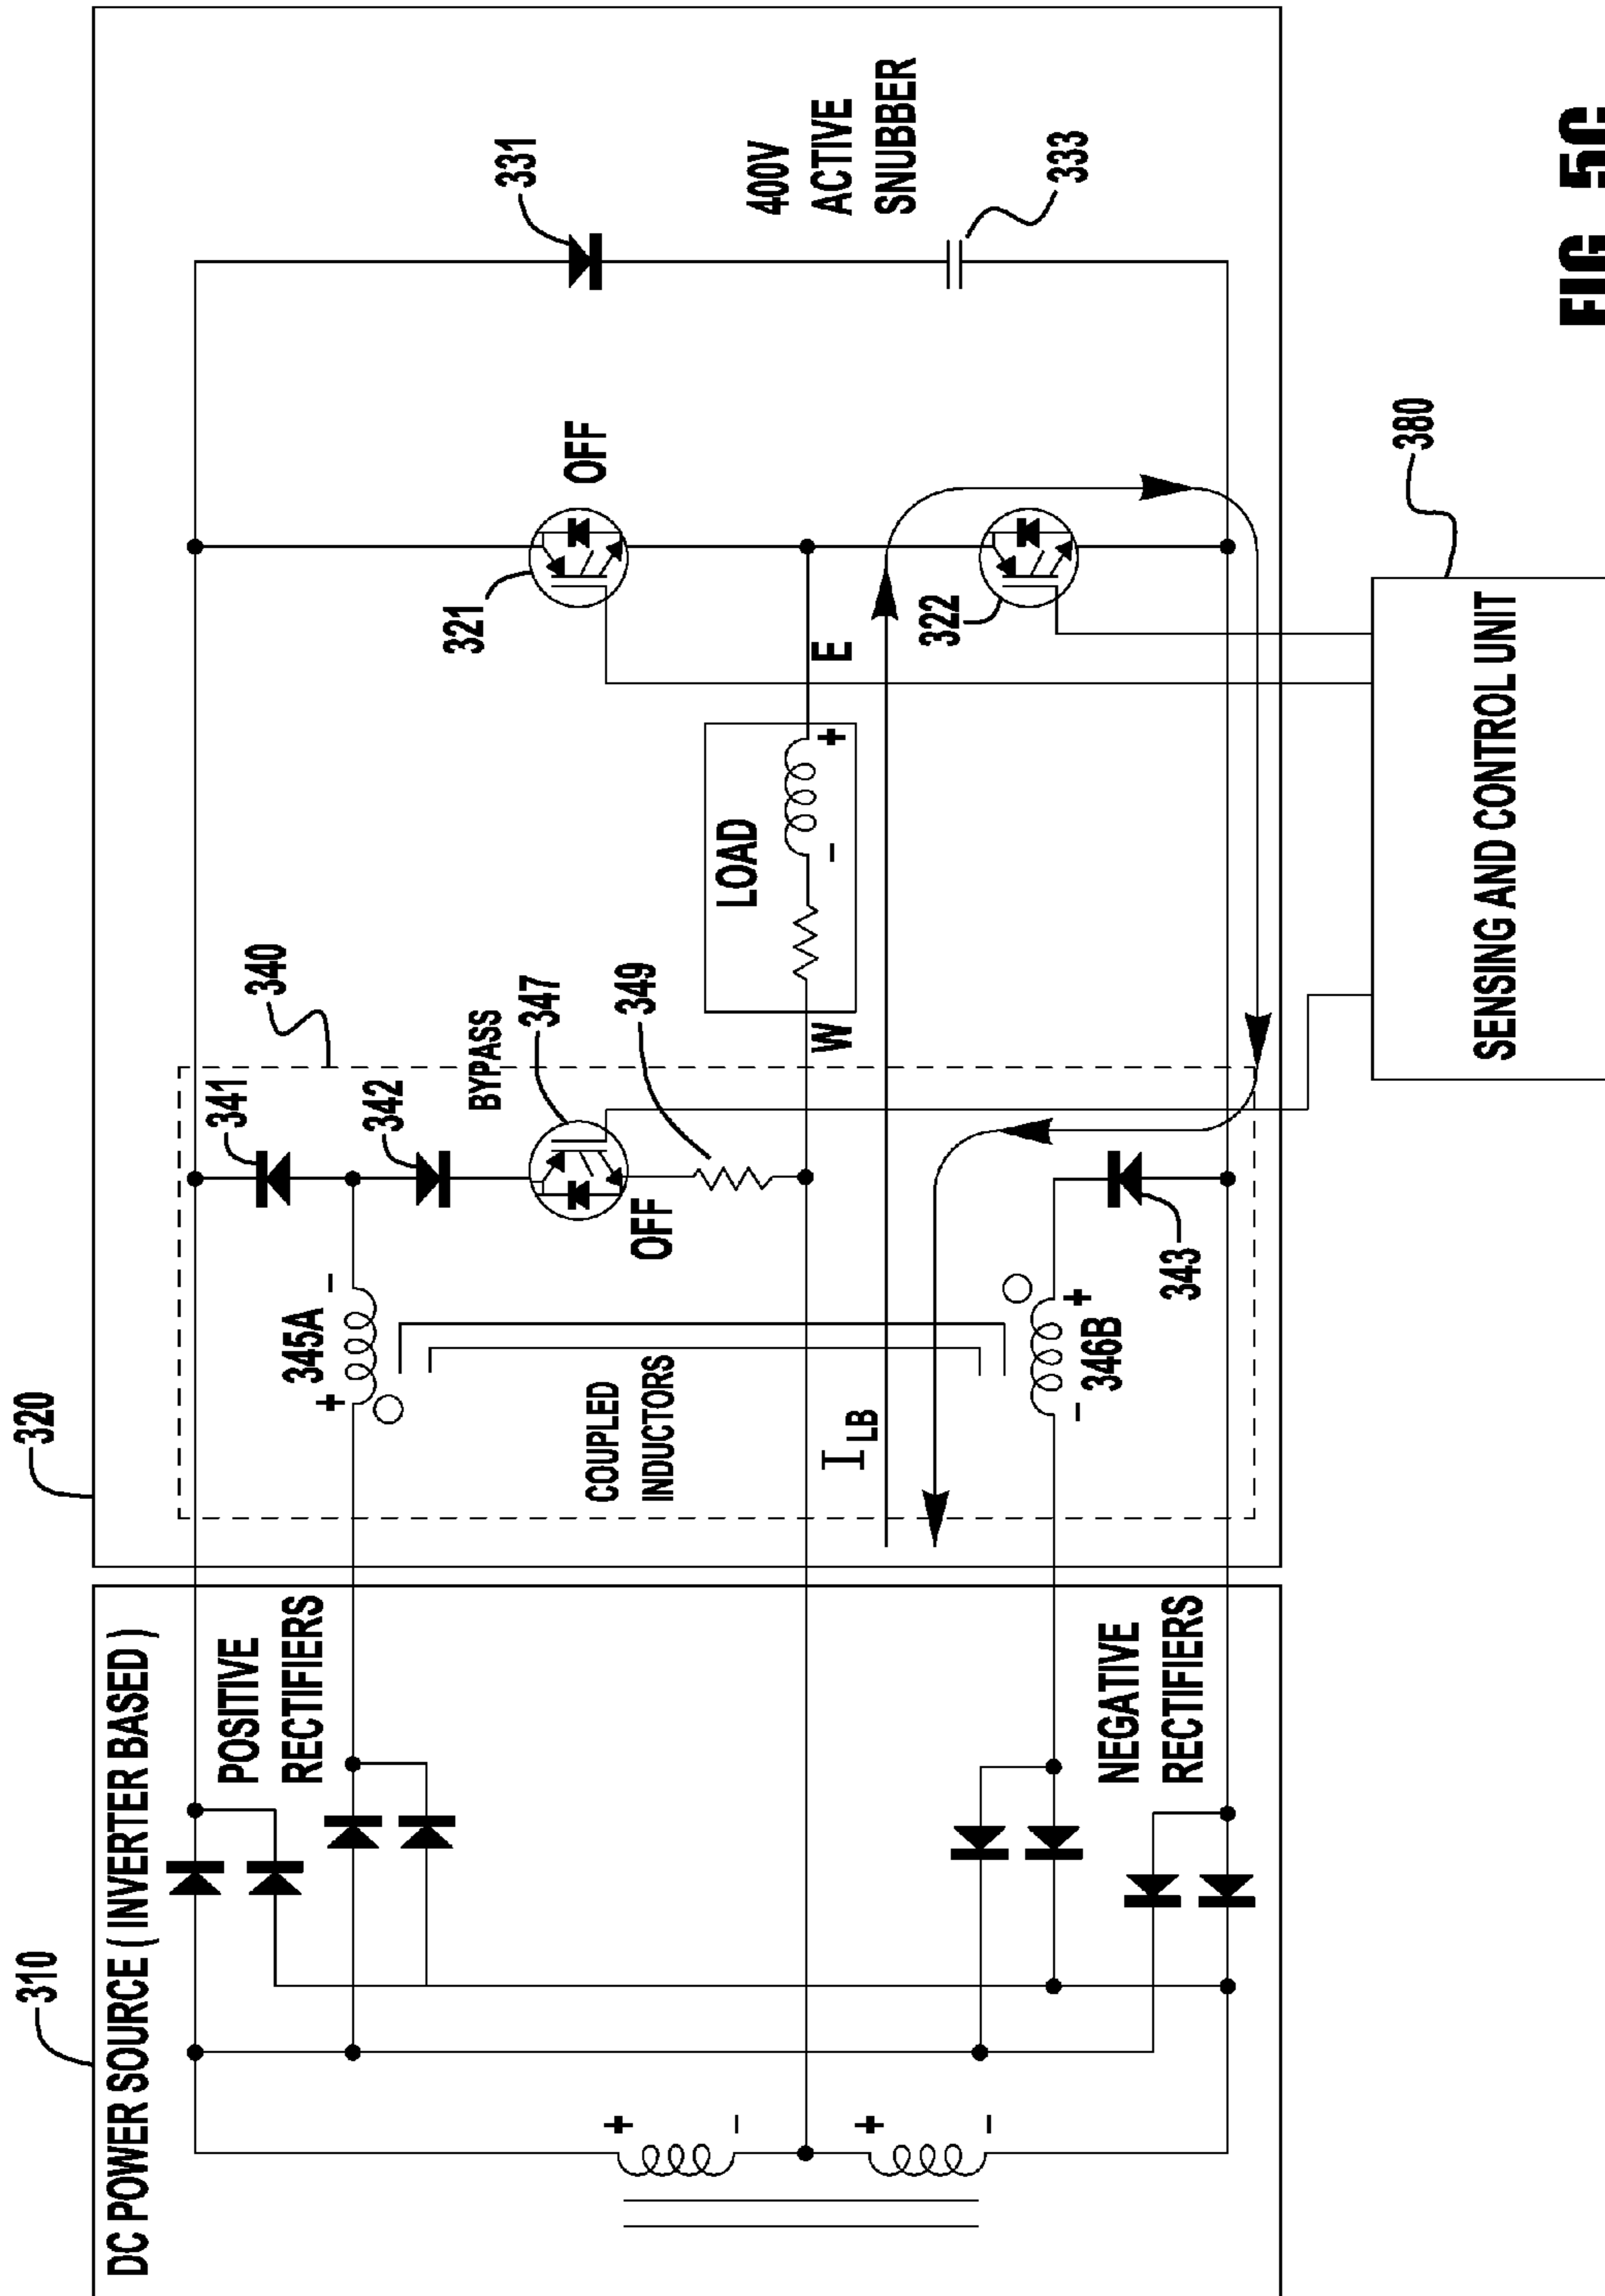 310
320
DC POWER SOURCE ( INVERTER BASED )
POSITIVE
RECTIFIERS
+
-
+
-
NEGATIVE
RECTIFIERS
340
341
342
345A
+
-
BYPASS
347
OFF
349
COUPLED
INDUCTORS
I LB
346B
-
+
343
W
LOAD
-
+
E
321
OFF
322
331
400V
ACTIVE
SNUBBER
333
380
SENSING AND CONTROL UNIT
FIG. 5C